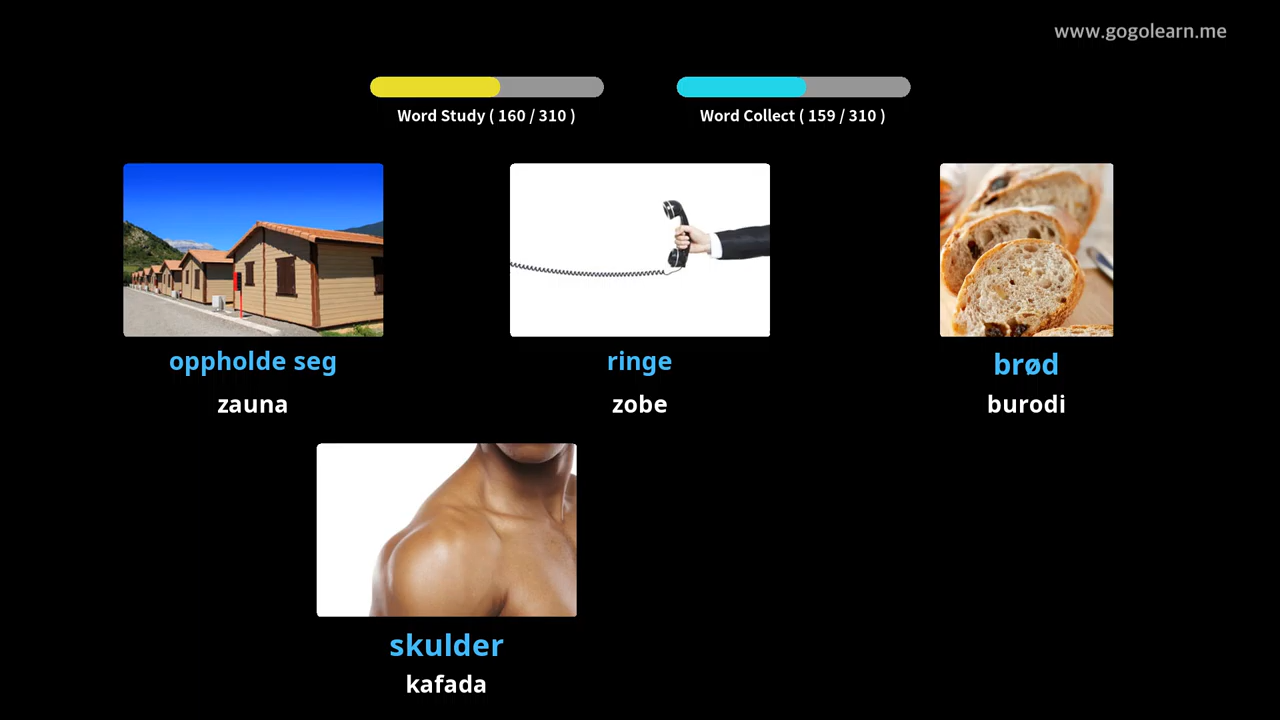 www.gogolearn.me
Word Study ( 160 / 310 )
Word Collect ( 159 / 310 )
oppholde seg
ringe
brød
zauna
zobe
burodi
skulder
kafada